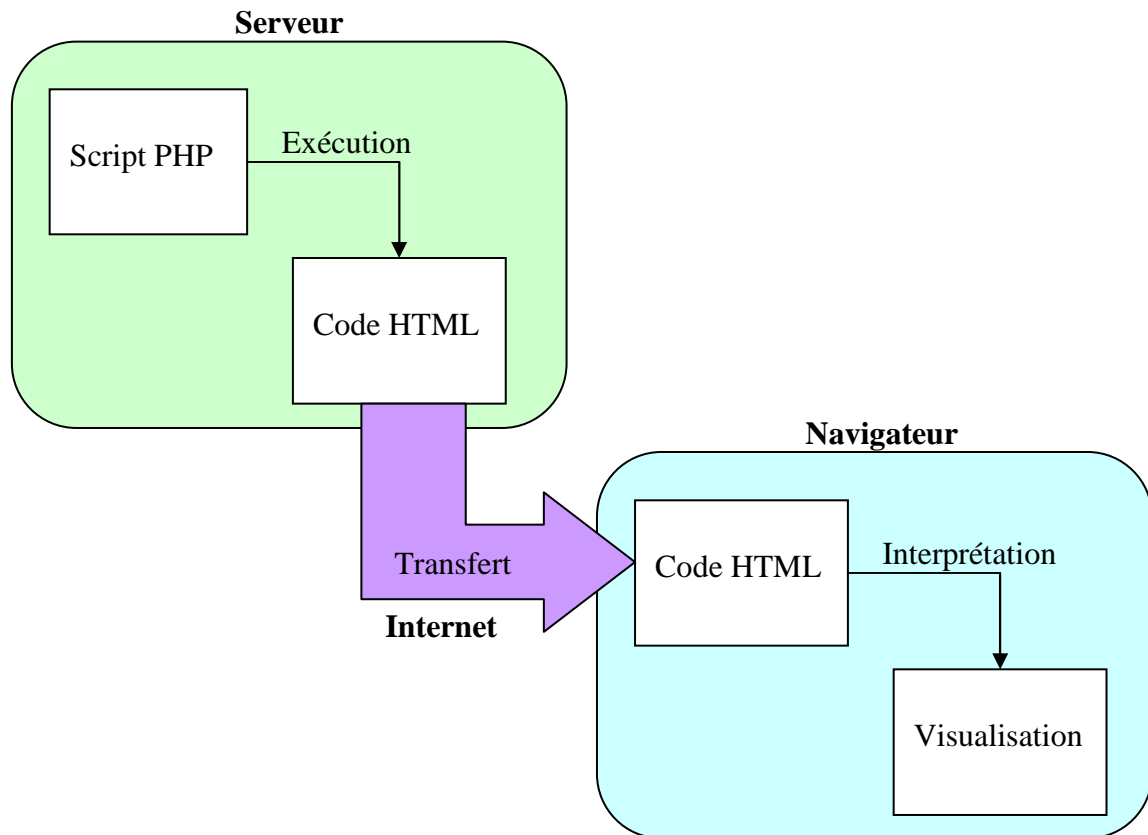 Serveur
Script PHP
Exécution
Code HTML
Transfert
Internet
Navigateur
Code HTML
Interprétation
Visualisation